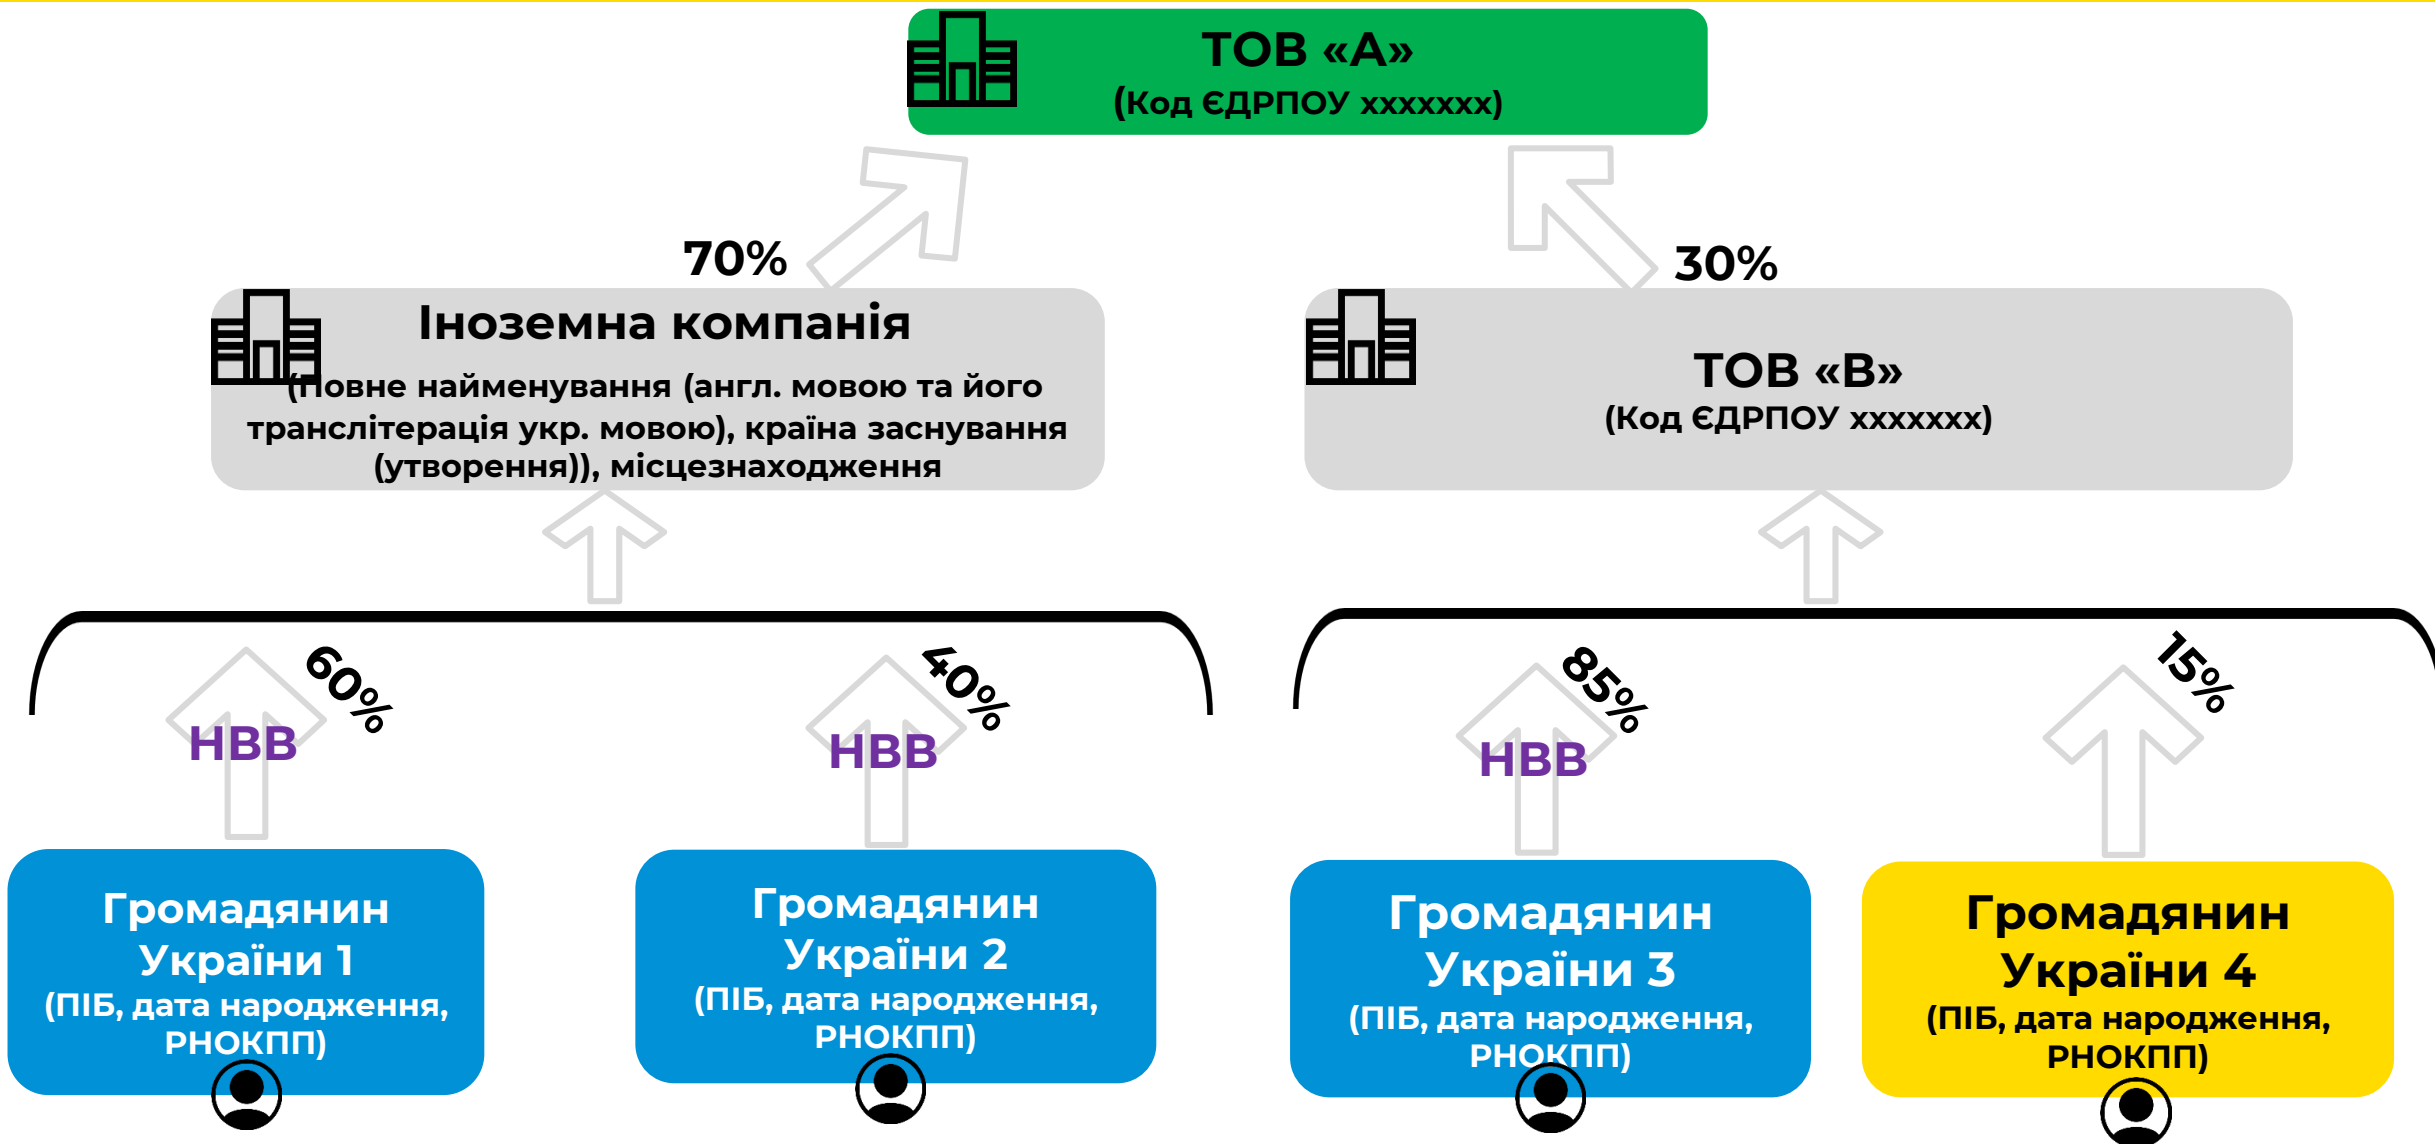 ТОВ «А»
(Код ЄДРПОУ ххххххх)
70%
30%
Іноземна компанія
(Повне найменування (англ. мовою та його
транслітерація укр. мовою), країна заснування
(утворення)), місцезнаходження
ТОВ «В»
(Код ЄДРПОУ ххххххх)
60%
НВВ
40%
НВВ
85%
НВВ
15%
Громадянин
України 1
(ПІБ, дата народження,
РНОКПП)
Громадянин
України 2
(ПІБ, дата народження,
РНОКПП)
Громадянин
України 3
(ПІБ, дата народження,
РНОКПП)
Громадянин
України 4
(ПІБ, дата народження,
РНОКПП)